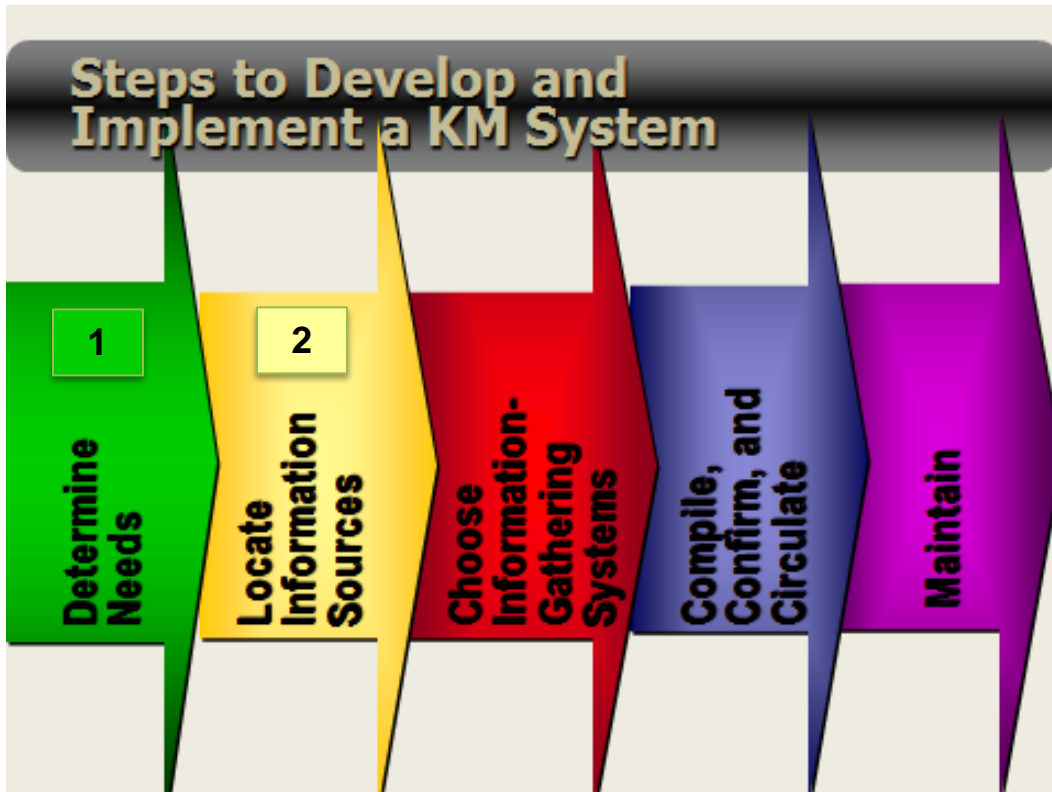 Steps to Develop and
Implement a KM System
1
Determine
Needs
2
Locate
Information
Sources
Choose
Information-
Gathering
Systems
Compile,
Confirm, and
Circulate
Maintain